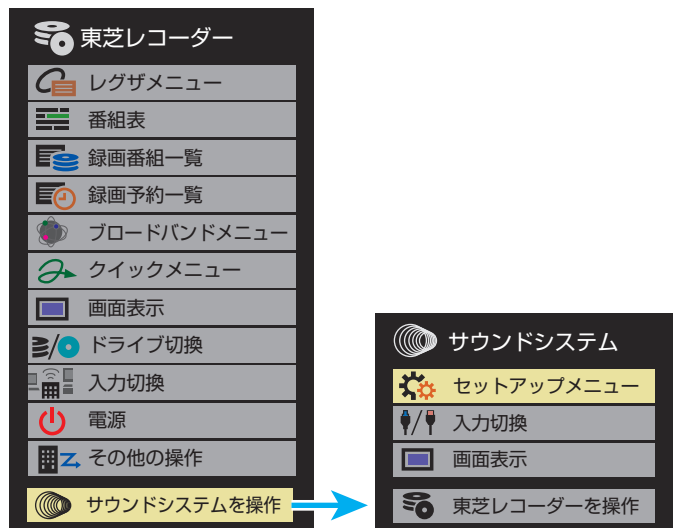 東芝レコーダー
レグザメニュー
番組表
録画番組一覧
録画予約一覧
ブロードバンドメニュー
クイックメニュー
画面表示
ドライブ切換
入力切換
電源
その他の操作
サウンドシステムを操作
サウンドシステム
セットアップメニュー
入力切換
画面表示
東芝レコーダーを操作